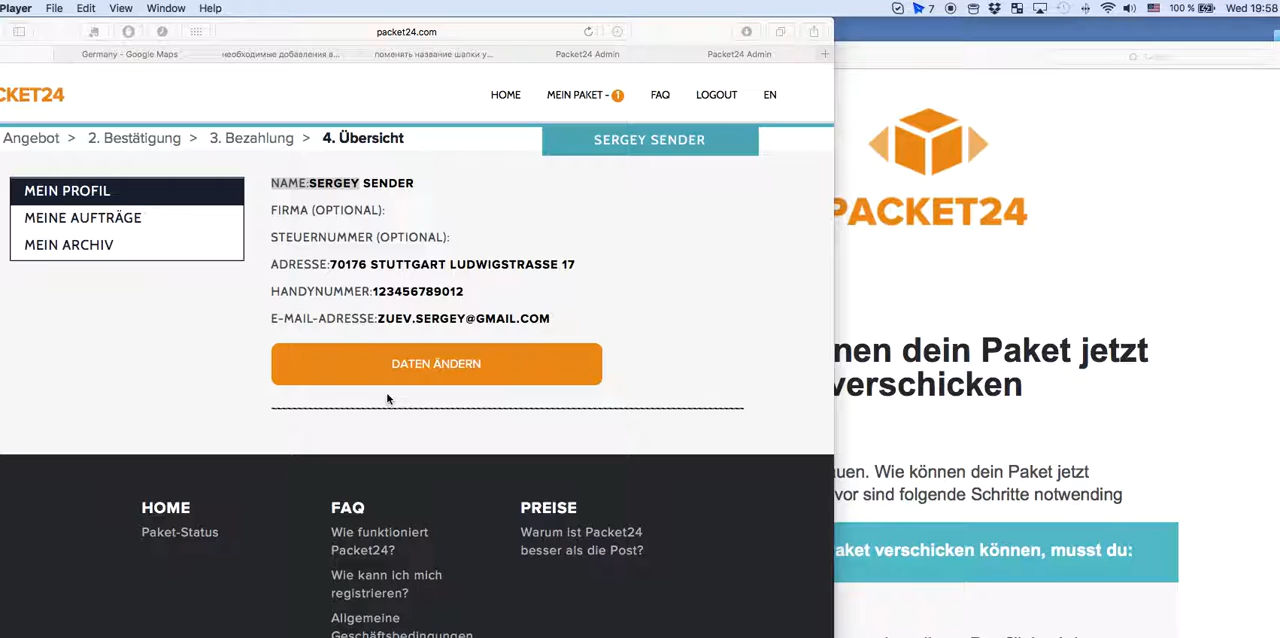 Player File Edit View Window Help
7
100 %
Wed 19:58
packet24.com
Germany - Google Maps
необходимые добавления в...
поменять название шапки у...
Packet24 Admin
Packet24 Admin
CKET24
HOME
MEIN PAKET - 1
FAQ
LOGOUT
EN
Angebot > 2. Bestätigung > 3. Bezahlung > 4. Übersicht
SERGEY SENDER
MEIN PROFIL
MEINE AUFTRÄGE
MEIN ARCHIV
NAME:SERGEY SENDER
FIRMA (OPTIONAL):
STEUERNUMMER (OPTIONAL):
ADRESSE:70176 STUTTGART LUDWIGSTRASSE 17
HANDYNUMMER:123456789012
E-MAIL-ADRESSE:ZUEV.SERGEY@GMAIL.COM
DATEN ÄNDERN
HOME
Paket-Status
FAQ
Wie funktioniert
Packet24?
Wie kann ich mich
registrieren?
Allgemeine
Geschäftsbedingungen
PREISE
Warum ist Packet24
besser als die Post?
PACKET24
nen dein Paket jetzt
verschicken
uen. Wie können dein Paket jetzt
vor sind folgende Schritte notwending
aket verschicken können, musst du: